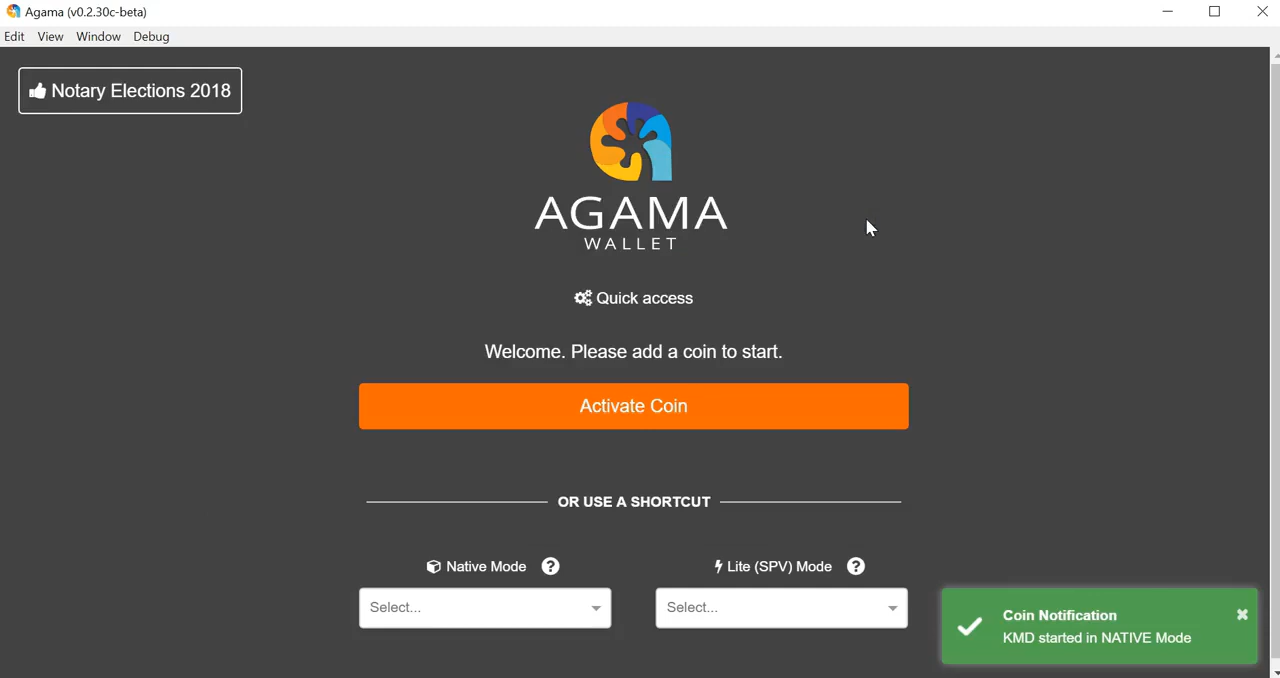 Agama (v0.2.30c-beta)
Edit View Window Debug
Notary Elections 2018
AGAMA
WALLET
Quick access
Welcome. Please add a coin to start.
Activate Coin
OR USE A SHORTCUT
Native Mode ?
Lite (SPV) Mode ?
Select...
Select...
Coin Notification
KMD started in NATIVE Mode